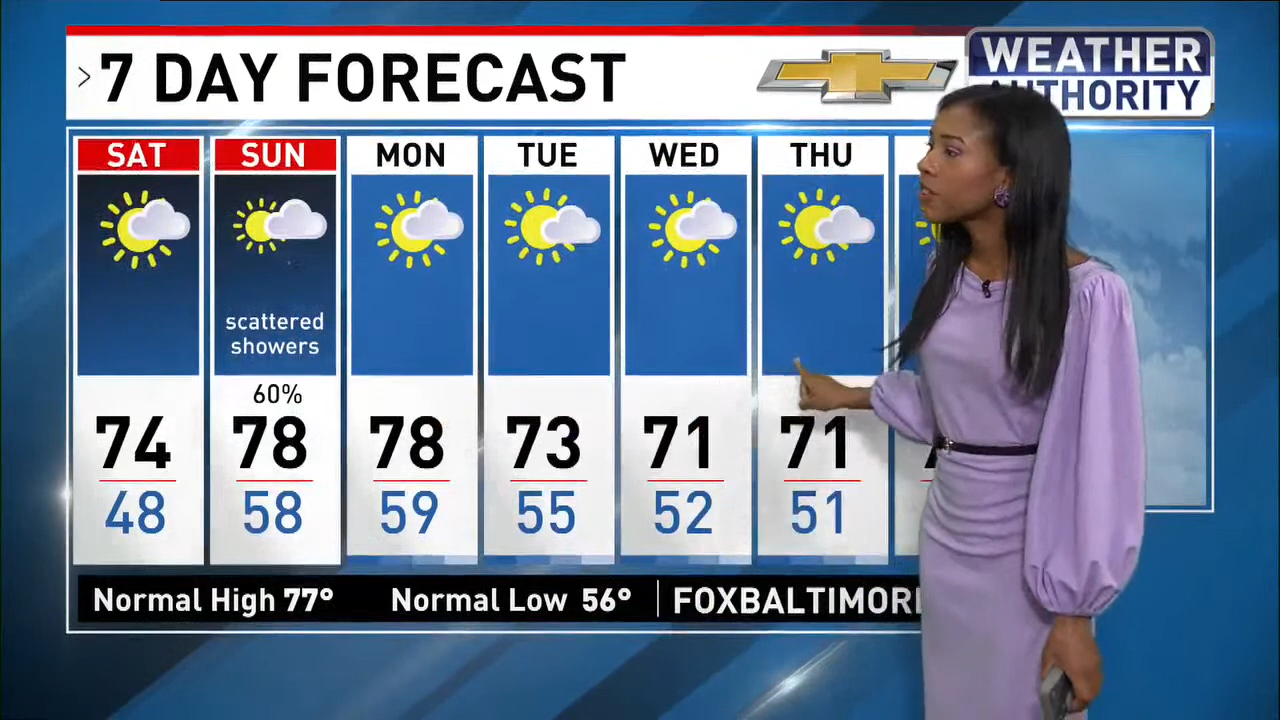 > 7 DAY FORECAST
WEATHER
AUTHORITY
SAT SUN MON TUE WED THU
scattered
showers
60%
74 78 78 73 71 71
48 58 59 55 52 51
Normal High 77° Normal Low 56° FOXBALTIMOR